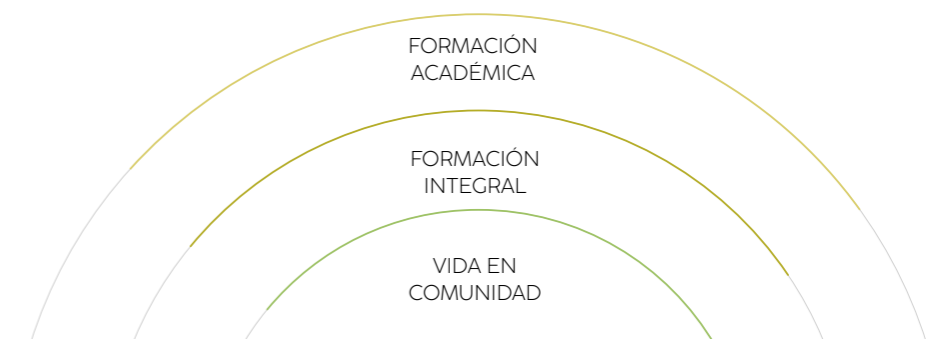 FORMACIÓN
ACADÉMICA
FORMACIÓN
INTEGRAL
VIDA EN
COMUNIDAD